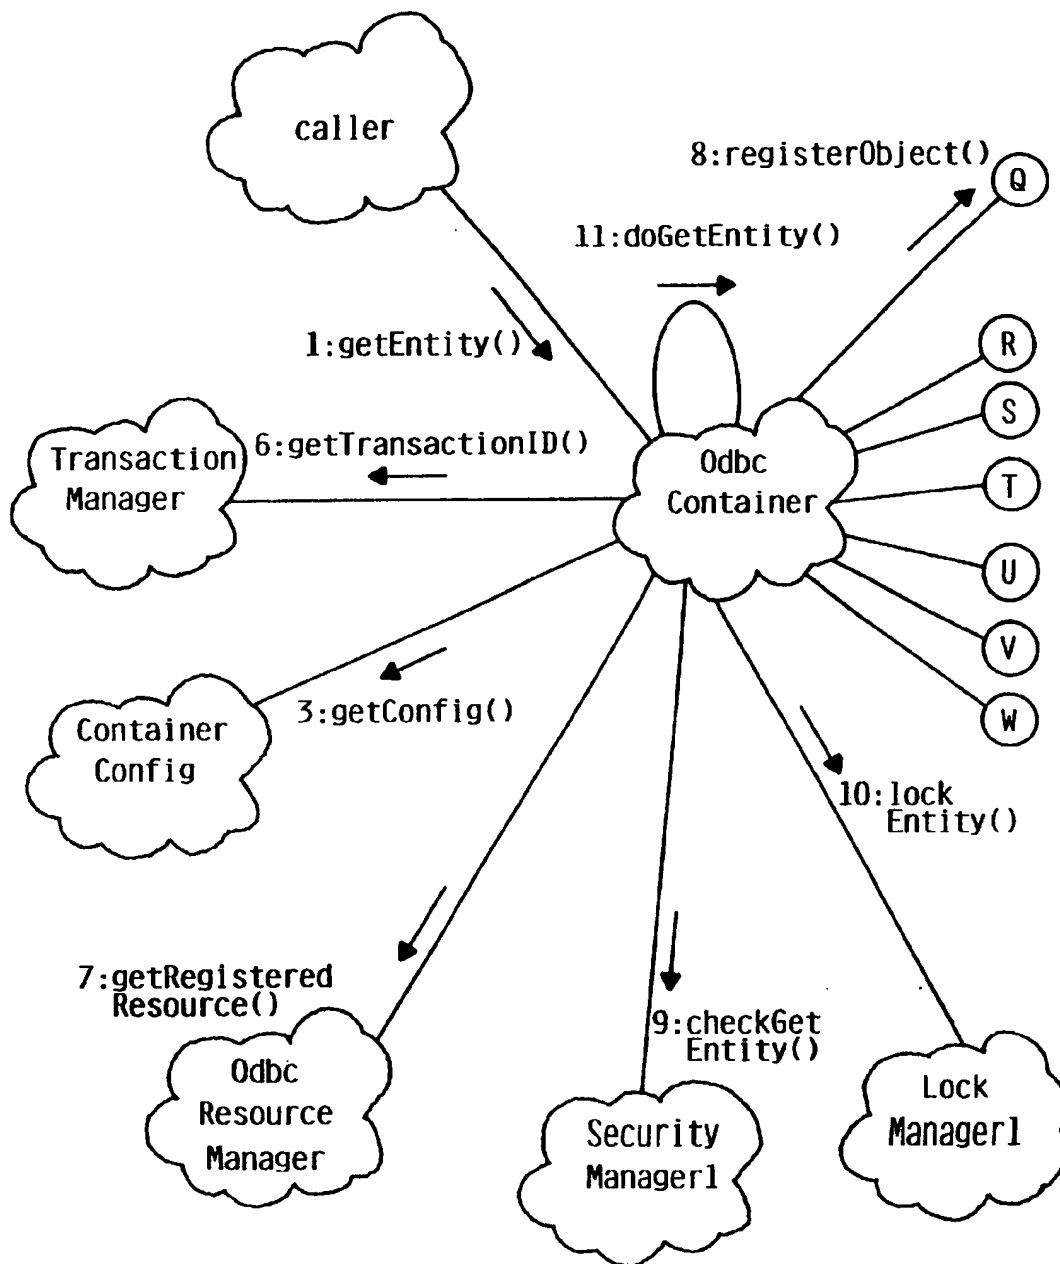 caller
8:registerObject()
Q
11:doGetEntity()
1:getEntity()
R
S
6:getTransactionID()
Transaction
Manager
Odbc
Container
T
U
V
W
3:getConfig()
Container
Config
10:lock
Entity()
7:getRegistered
Resource()
9:checkGet
Entity()
Odbc
Resource
Manager
Security
Manager1
Lock
Manager1